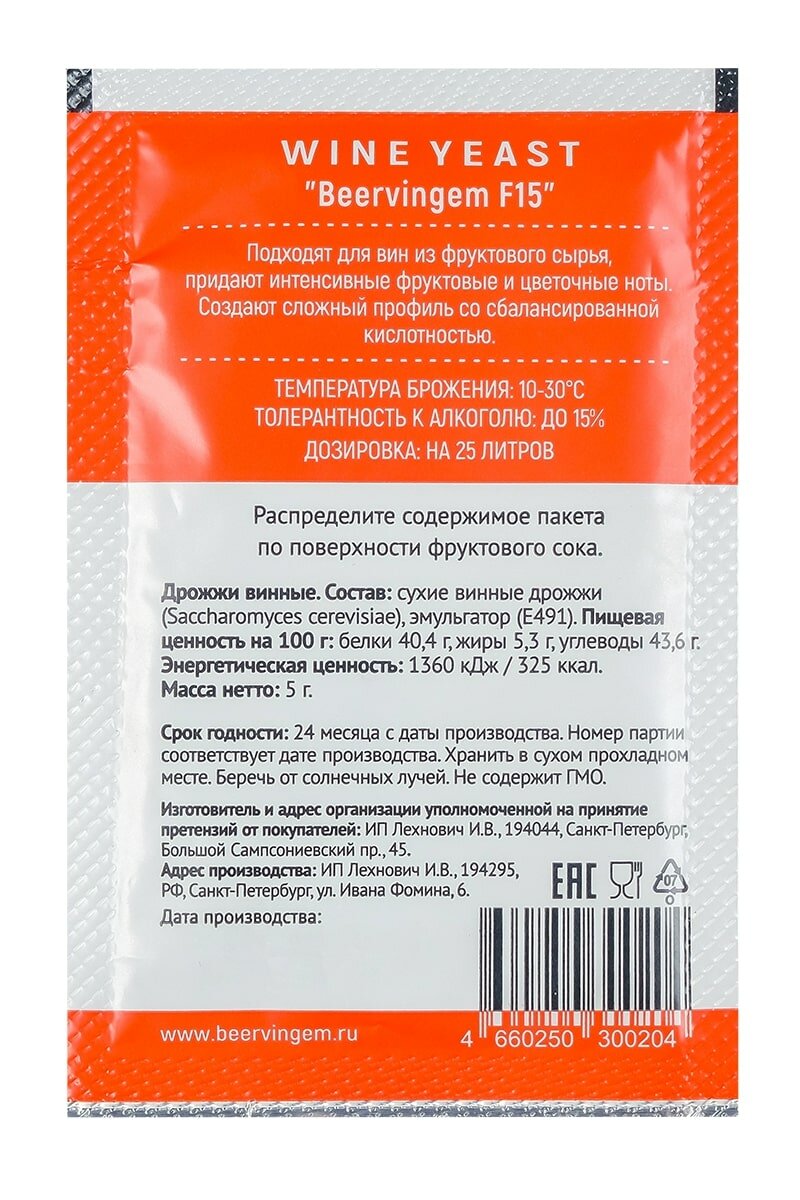 WINE YEAST
"Beervingem F15"
Подходят для вин из фруктового сырья,
придают интенсивные фруктовые и цветочные ноты.
Создают сложный профиль со сбалансированной
кислотностью.
ТЕМПЕРАТУРА БРОЖЕНИЯ: 10-30°С
ТОЛЕРАНТНОСТЬ К АЛКОГОЛЮ: ДО 15%
ДОЗИРОВКА: НА 25 ЛИТРОВ
Распределите содержимое пакета
по поверхности фруктового сока.
Дрожжи винные. Состав: сухие винные дрожжи
(Saccharomyces cerevisiae), эмульгатор (Е491). Пищевая
ценность на 100 г: белки 40,4 г, жиры 5,3 г, углеводы 43,6 г.
Энергетическая ценность: 1360 кДж / 325 ккал.
Масса нетто: 5 г.
Срок годности: 24 месяца с даты производства. Номер партии
соответствует дате производства. Хранить в сухом прохладном
месте. Беречь от солнечных лучей. Не содержит ГМО.
Изготовитель и адрес организации уполномоченной на принятие
претензий от покупателей: ИП Лехнович И.В., 194044, Санкт-Петербург,
Большой Сампсониевский пр., 45.
Адрес производства: ИП Лехнович И.В., 194295,
РФ, Санкт-Петербург, ул. Ивана Фомина, 6.
Дата производства:
EAC
07
O
www.beervingem.ru
4 660250 300204